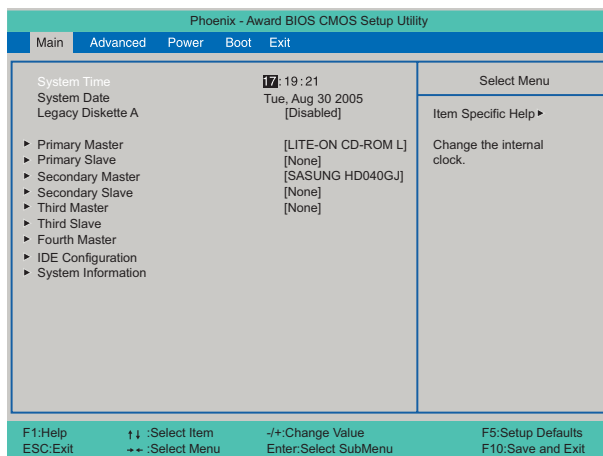 Phoenix - Award BIOS CMOS Setup Utility
Main Advanced Power Boot Exit
System Time 17:19:21
System Date Tue, Aug 30 2005
Legacy Diskette A [Disabled]
▸ Primary Master [LITE-ON CD-ROM L]
▸ Primary Slave [None]
▸ Secondary Master [SASUNG HD040GJ]
▸ Secondary Slave [None]
▸ Third Master [None]
▸ Third Slave
▸ Fourth Master
▸ IDE Configuration
▸ System Information
Select Menu
Item Specific Help ▸
Change the internal
clock.
F1:Help ↑↓ :Select Item -/+:Change Value F5:Setup Defaults
ESC:Exit →← :Select Menu Enter:Select SubMenu F10:Save and Exit